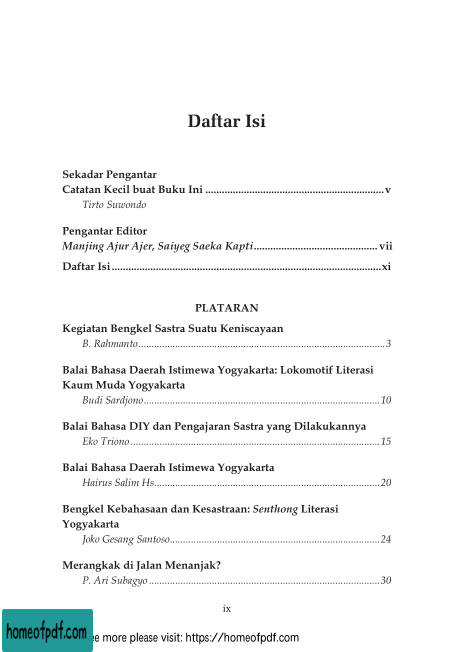 Daftar Isi
Sekadar Pengantar
Catatan Kecil buat Buku Ini ................................................................. v
Tirto Suwondo
Pengantar Editor
Manjing Ajur Ajer, Saiyeg Saeka Kapti ............................................. vii
Daftar Isi .................................................................................................. xi
PLATARAN
Kegiatan Bengkel Sastra Suatu Keniscayaan
B. Rahmanto .......................................................................................... 3
Balai Bahasa Daerah Istimewa Yogyakarta: Lokomotif Literasi
Kaum Muda Yogyakarta
Budi Sardjono ...................................................................................... 10
Balai Bahasa DIY dan Pengajaran Sastra yang Dilakukannya
Eko Triono ........................................................................................... 15
Balai Bahasa Daerah Istimewa Yogyakarta
Hairus Salim Hs .................................................................................. 20
Bengkel Kebahasaan dan Kesastraan: Senthong Literasi
Yogyakarta
Joko Gesang Santoso ............................................................................ 24
Merangkak di Jalan Menanjak?
P. Ari Subagyo .................................................................................... 30
ix
homeofpdf.com
more please visit: https://homeofpdf.com